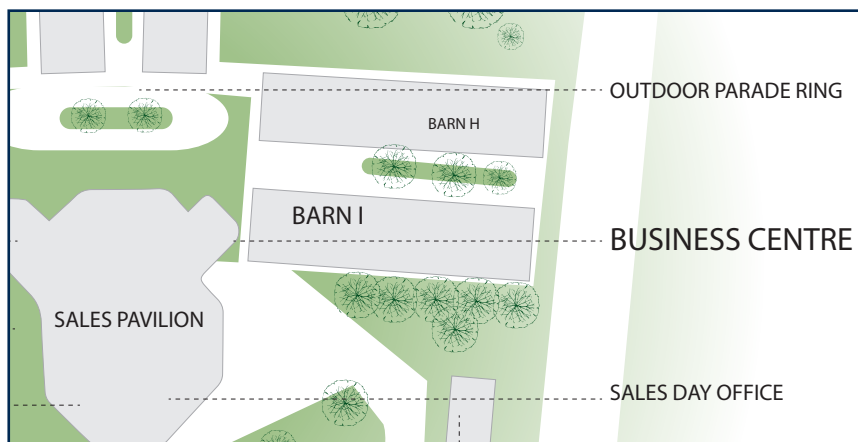 OUTDOOR PARADE RING
BARN H
BARN I
BUSINESS CENTRE
SALES PAVILION
SALES DAY OFFICE